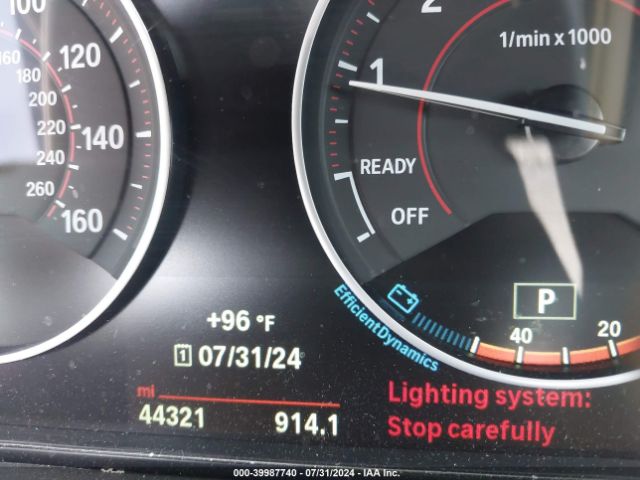 100
120
140
160
160
180
200
220
240
260
2
1/min x 1000
1
READY
OFF
P
EfficientDynamics
40
20
+96 °F
1 07/31/24
mi
44321 914.1
Lighting system:
Stop carefully
000-39987740 - 07/31/2024 - IAA Inc.